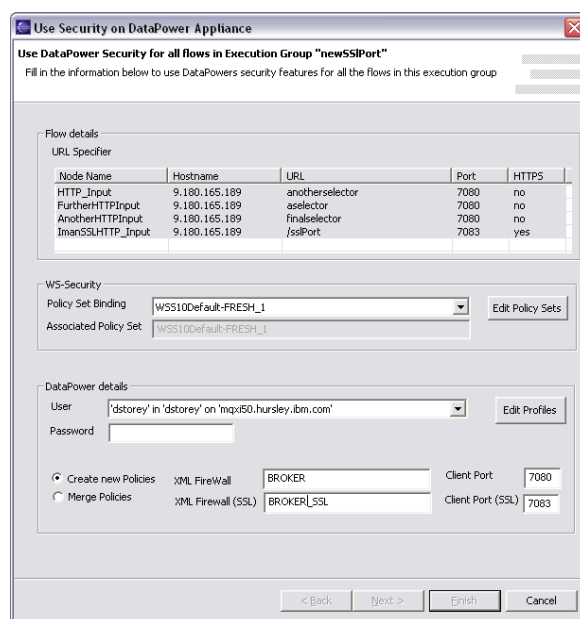 Use Security on DataPower Appliance
Use DataPower Security for all flows in Execution Group "newSSlPort"
Fill in the information below to use DataPowers security features for all the flows in this execution group
Flow details
URL Specifier
Node Name Hostname URL Port HTTPS
HTTP_Input 9.180.165.189 anotherselector 7080 no
FurtherHTTPInput 9.180.165.189 aselector 7080 no
AnotherHTTPInput 9.180.165.189 finalselector 7080 no
ImanSSLHTTP_Input 9.180.165.189 /sslPort 7083 yes
WS-Security
Policy Set Binding WSS10Default-FRESH_1 Edit Policy Sets
Associated Policy Set WSS10Default-FRESH_1
DataPower details
User 'dstorey' in 'dstorey' on 'mqxi50.hursley.ibm.com' Edit Profiles
Password
Create new Policies XML FireWall BROKER Client Port 7080
Merge Policies XML Firewall (SSL) BROKER_SSL Client Port (SSL) 7083
< Back Next > Finish Cancel